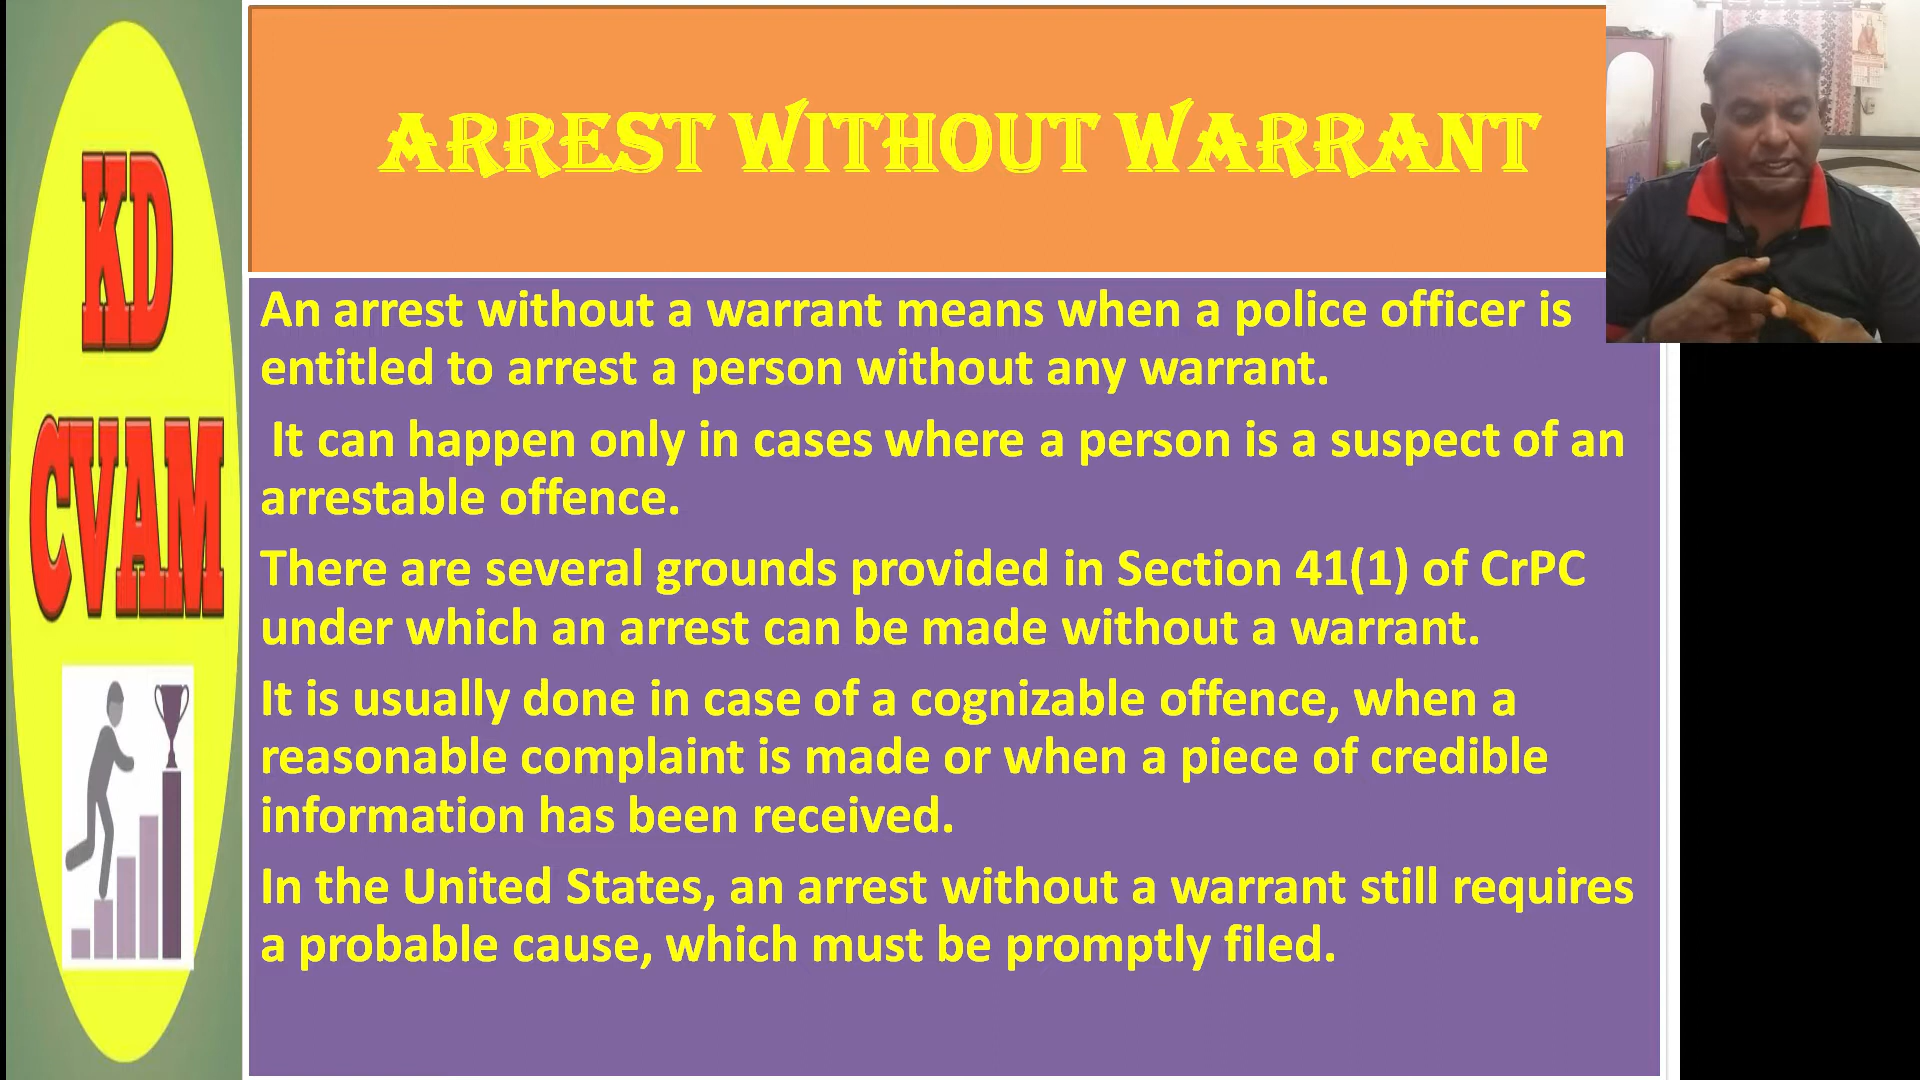 KD
CVAM
ARREST WITHOUT WARRANT
An arrest without a warrant means when a police officer is
entitled to arrest a person without any warrant.
It can happen only in cases where a person is a suspect of an
arrestable offence.
There are several grounds provided in Section 41(1) of CrPC
under which an arrest can be made without a warrant.
It is usually done in case of a cognizable offence, when a
reasonable complaint is made or when a piece of credible
information has been received.
In the United States, an arrest without a warrant still requires
a probable cause, which must be promptly filed.